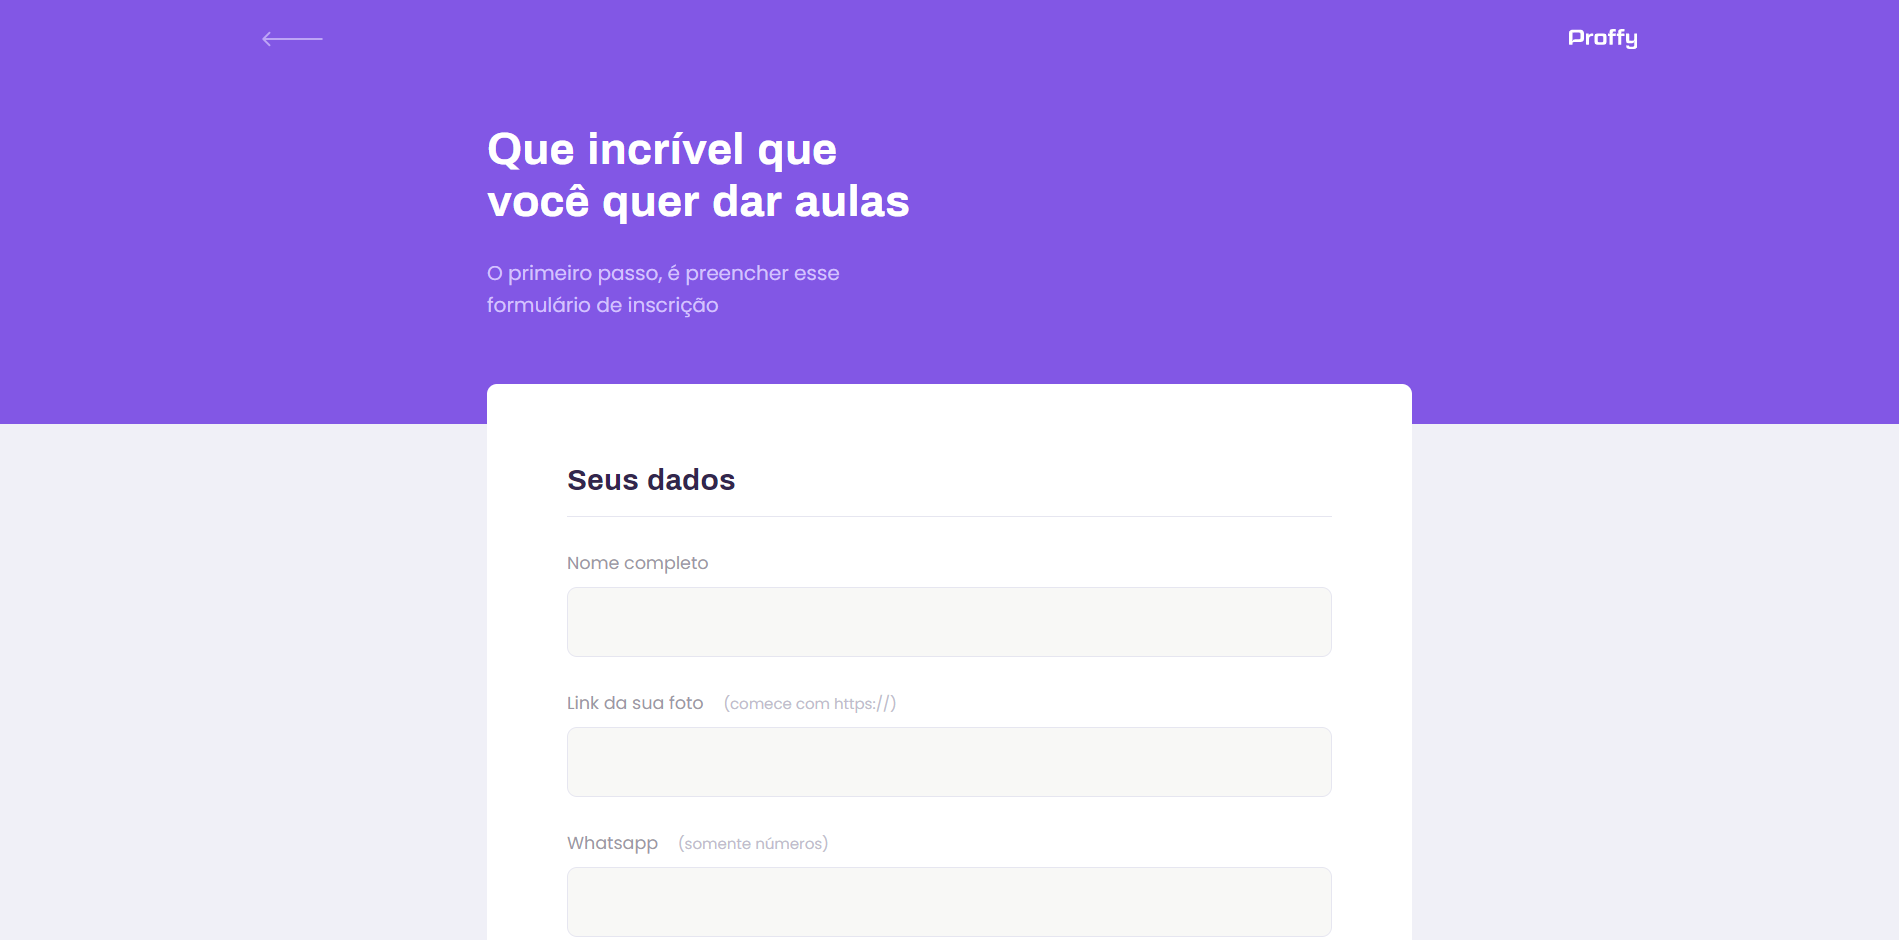 Proffy
Que incrível que
você quer dar aulas
O primeiro passo, é preencher esse
formulário de inscrição
Seus dados
Nome completo
Link da sua foto (comece com https://)
Whatsapp (somente números)